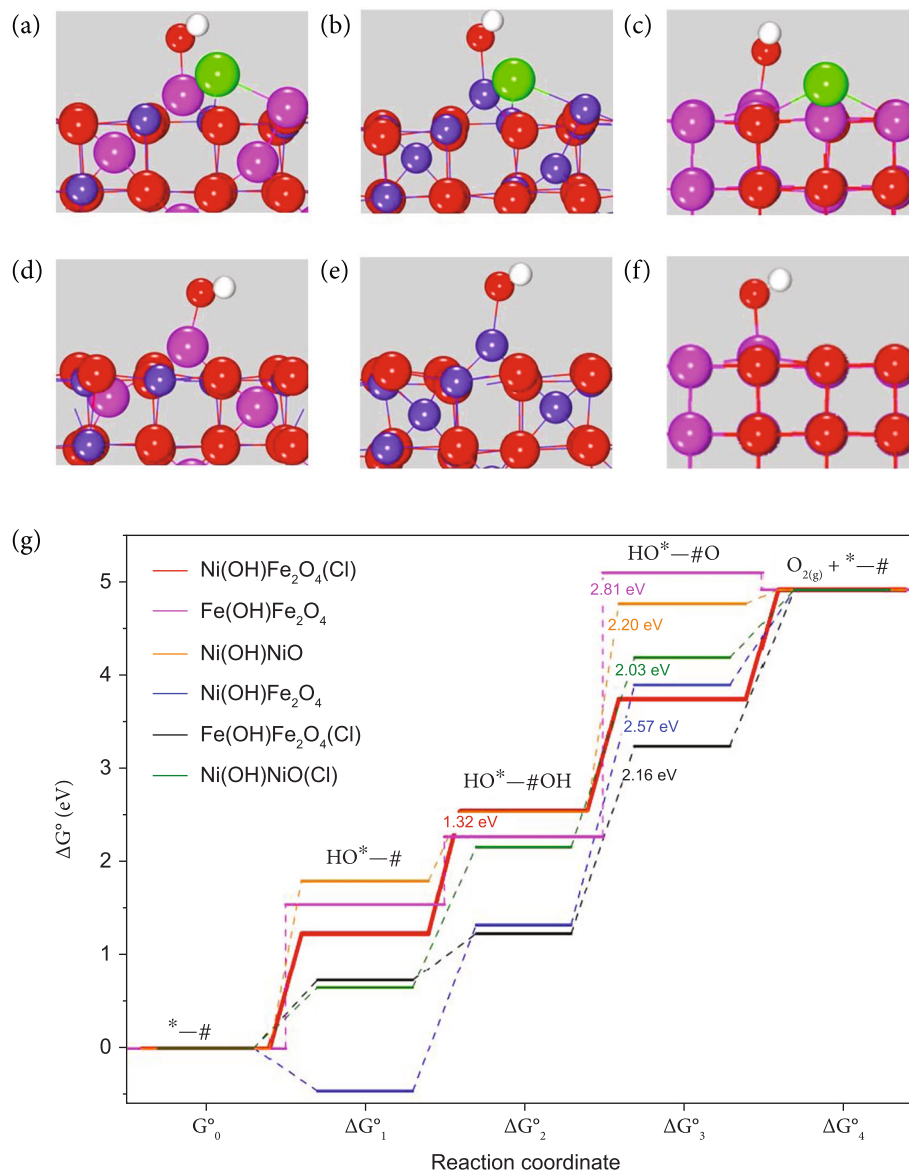 (a)
(b)
(c)
(d)
(e)
(f)
(g)
Ni(OH)Fe₂O₄(Cl)
Fe(OH)Fe₂O₄
Ni(OH)NiO
Ni(OH)Fe₂O₄
Fe(OH)Fe₂O₄(Cl)
Ni(OH)NiO(Cl)
HO*—#O
O₂₍g₎ + *—#
2.81 eV
2.20 eV
2.03 eV
2.57 eV
2.16 eV
HO*—#OH
1.32 eV
HO*—#
*—#
5
4
3
2
1
0
ΔG° (eV)
G°₀
ΔG°₁
ΔG°₂
ΔG°₃
ΔG°₄
Reaction coordinate